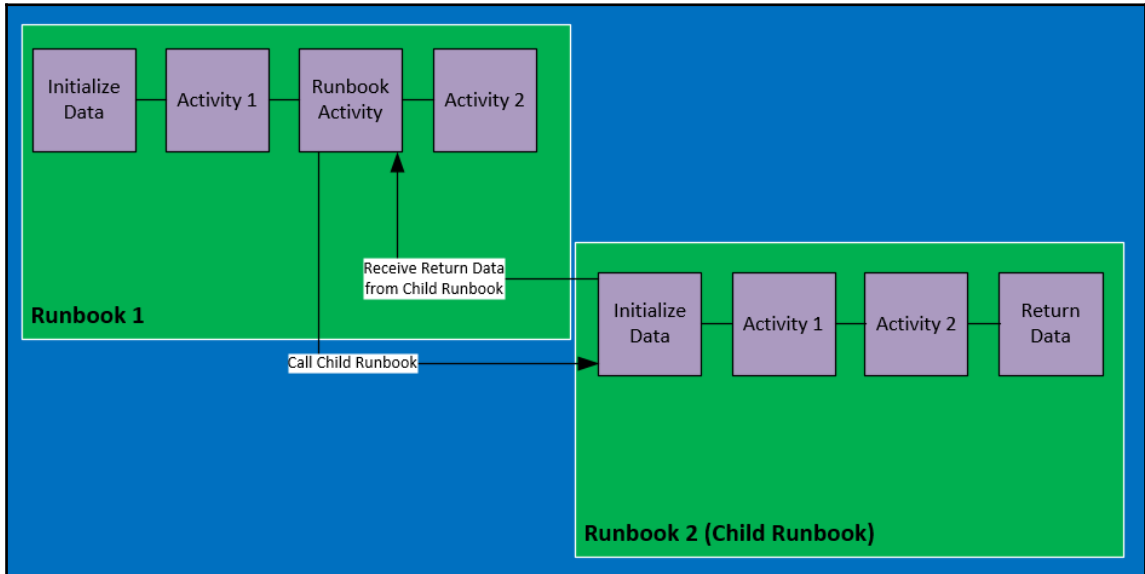 Initialize
Data
Activity 1
Runbook
Activity
Activity 2
Receive Return Data
from Child Runbook
Runbook 1
Call Child Runbook
Initialize
Data
Activity 1
Activity 2
Return
Data
Runbook 2 (Child Runbook)